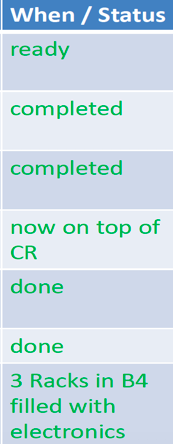 When / Status
ready
completed
completed
now on top of
CR
done
done
3 Racks in B4
filled with
electronics